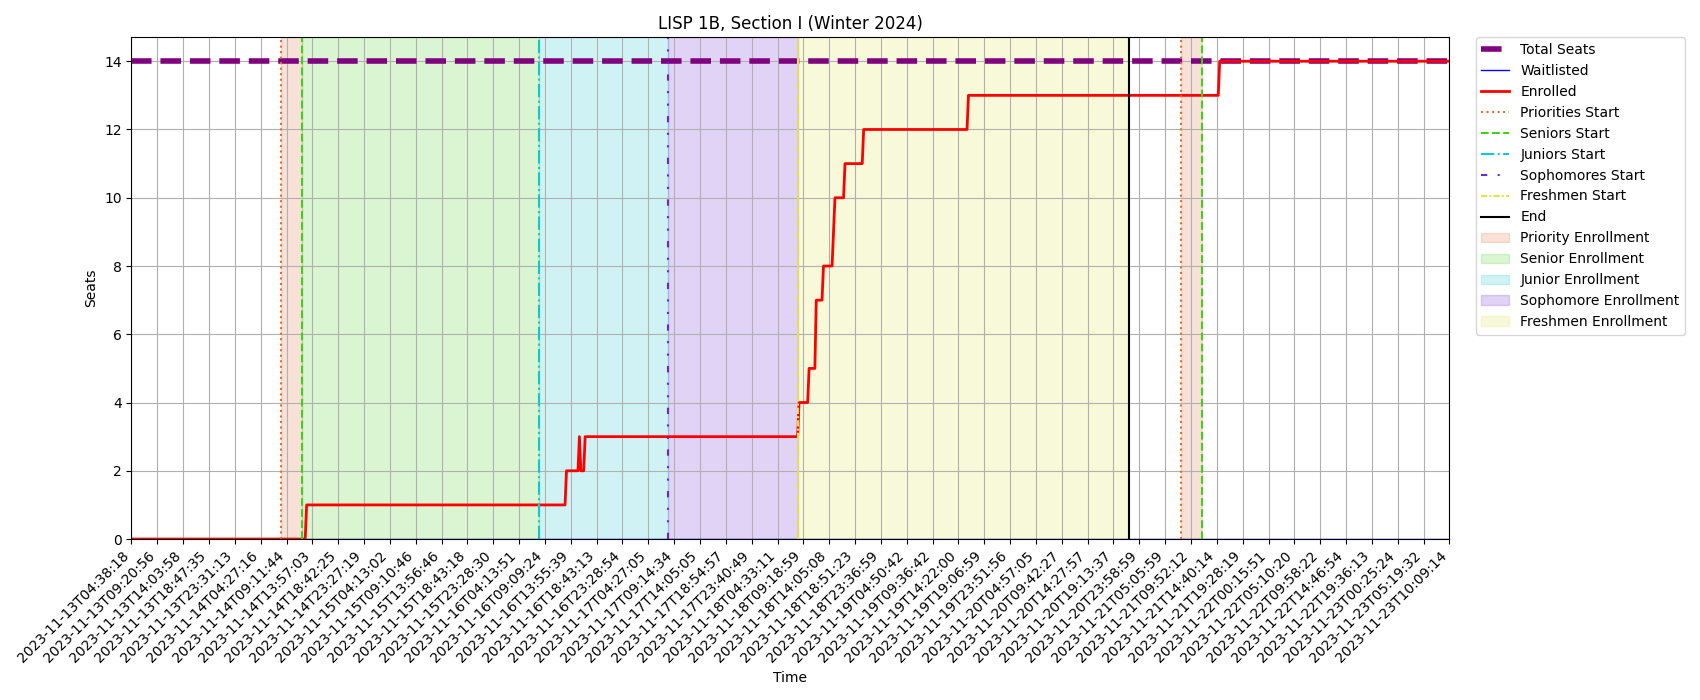 LISP 1B, Section I (Winter 2024)
Seats
14
12
10
8
6
4
2
0
2023-11-13T04:38:18
2023-11-13T09:20:56
2023-11-13T14:03:58
2023-11-13T18:47:35
2023-11-13T23:31:13
2023-11-14T04:27:16
2023-11-14T09:11:44
2023-11-14T13:57:03
2023-11-14T18:42:25
2023-11-14T23:27:19
2023-11-15T04:13:02
2023-11-15T09:10:46
2023-11-15T13:56:46
2023-11-15T18:43:18
2023-11-15T23:28:30
2023-11-16T04:13:51
2023-11-16T09:09:24
2023-11-16T13:55:39
2023-11-16T18:43:13
2023-11-16T23:28:54
2023-11-17T04:27:05
2023-11-17T09:14:34
2023-11-17T14:05:05
2023-11-17T18:54:57
2023-11-17T23:40:49
2023-11-18T04:33:11
2023-11-18T09:18:59
2023-11-18T14:05:08
2023-11-18T18:51:23
2023-11-18T23:36:59
2023-11-19T04:50:42
2023-11-19T09:36:42
2023-11-19T14:22:00
2023-11-19T19:06:59
2023-11-19T23:51:56
2023-11-20T04:57:05
2023-11-20T09:42:27
2023-11-20T14:27:57
2023-11-20T19:13:37
2023-11-20T23:58:59
2023-11-21T05:05:59
2023-11-21T09:52:12
2023-11-21T14:40:14
2023-11-21T19:28:19
2023-11-22T00:15:51
2023-11-22T05:10:20
2023-11-22T09:58:22
2023-11-22T14:46:54
2023-11-22T19:36:13
2023-11-23T00:25:24
2023-11-23T05:19:32
2023-11-23T10:09:14
Time
Total Seats
Waitlisted
Enrolled
Priorities Start
Seniors Start
Juniors Start
Sophomores Start
Freshmen Start
End
Priority Enrollment
Senior Enrollment
Junior Enrollment
Sophomore Enrollment
Freshmen Enrollment